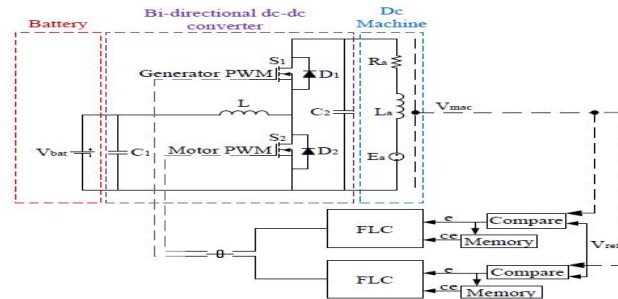 Battery
Bi-directional dc-dc
converter
Dc
Machine
S1
Generator PWM
D1
Ra
L
C2
La
Vmac
S2
Vbat
C1
Motor PWM
D2
Ea
FLC
e
Compare
ce
Memory
Vref
FLC
e
Compare
ce
Memory